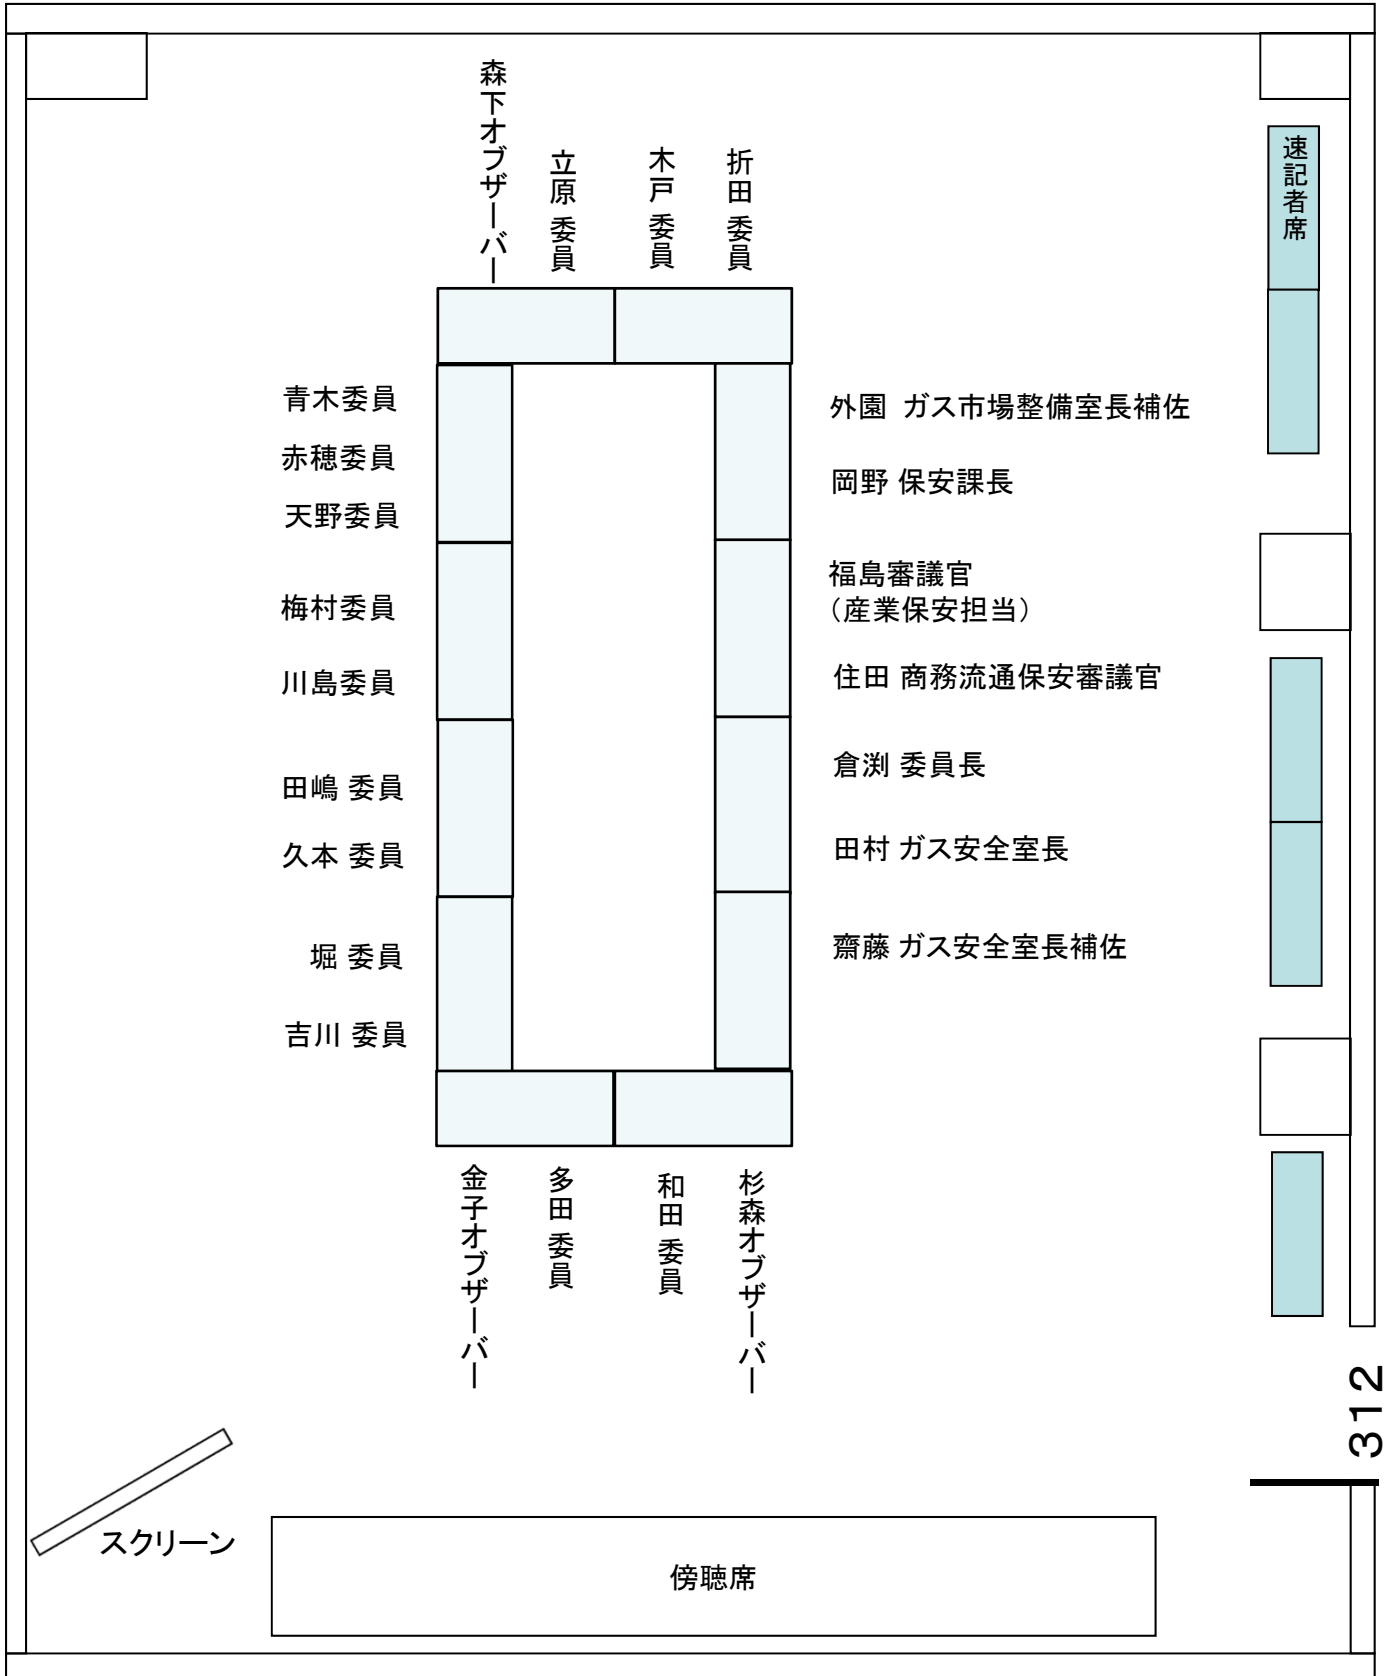 森下オブザーバー
立原 委員
木戸 委員
折田 委員
速記者席
青木委員
赤穂委員
天野委員
梅村委員
川島委員
田嶋 委員
久本 委員
堀 委員
吉川 委員
外園 ガス市場整備室長補佐
岡野 保安課長
福島審議官
（産業保安担当）
住田 商務流通保安審議官
倉渕 委員長
田村 ガス安全室長
齋藤 ガス安全室長補佐
金子オブザーバー
多田 委員
和田 委員
杉森オブザーバー
312
スクリーン
傍聴席